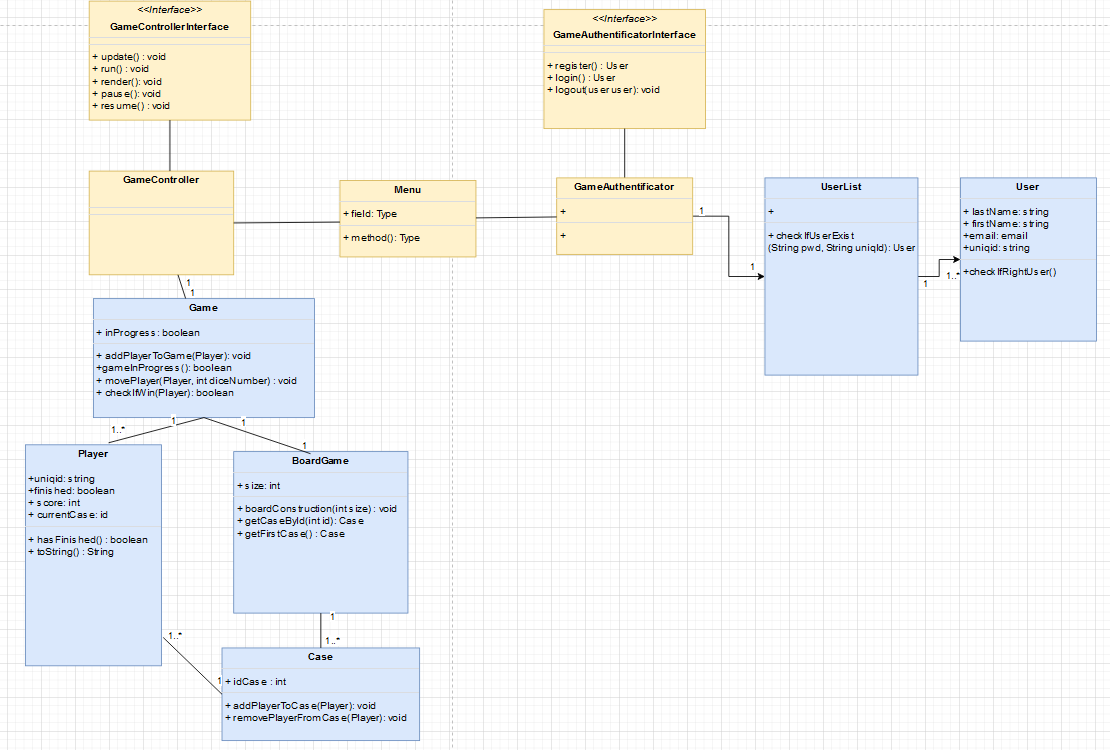 <<Interface>>
GameControllerInterface
+ update() : void
+ run() : void
+ render(): void
+ pause(): void
+ resume() : void
<<Interface>>
GameAuthentificatorInterface
+ register() : User
+ login() : User
+ logout(user user): void
GameController
Menu
+ field: Type
+ method(): Type
GameAuthentificator
+
+
1
1
UserList
+
+ checkIfUserExist
(String pwd, String uniqId): User
1
1..*
User
+ lastName: string
+ firstName: string
+email: email
+uniqid: string
+checkIfRightUser()
1
1
Game
+ inProgress : boolean
+ addPlayerToGame(Player): void
+gameInProgress(): boolean
+ movePlayer(Player, int diceNumber) : void
+ checkIfWin(Player): boolean
1
1..*
1
1
Player
+uniqid: string
+finished: boolean
+ score: int
+ currentCase: id
+ hasFinished() : boolean
+ toString() : String
BoardGame
+ size: int
+ boardConstruction(int size) : void
+ getCaseById(int id): Case
+ getFirstCase() : Case
1
1..*
1..*
1
Case
+ idCase : int
+ addPlayerToCase(Player): void
+ removePlayerFromCase(Player): void